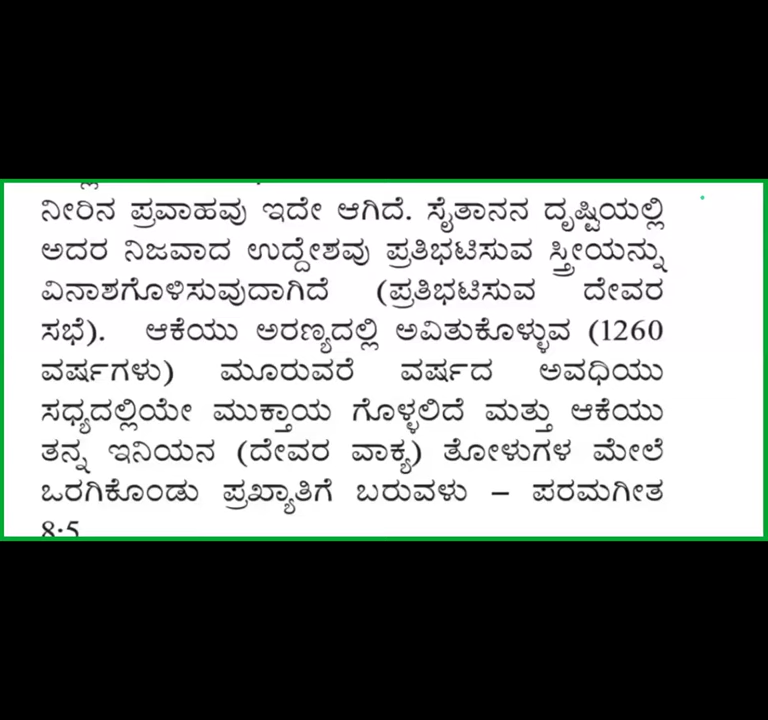 ನೀರಿನ ಪ್ರವಾಹವು ಇದೇ ಆಗಿದೆ. ಸೈತಾನನ ದೃಷ್ಟಿಯಲ್ಲಿ
ಅದರ ನಿಜವಾದ ಉದ್ದೇಶವು ಪ್ರತಿಭಟಿಸುವ ಸ್ತ್ರೀಯನ್ನು
ವಿನಾಶಗೊಳಿಸುವುದಾಗಿದೆ (ಪ್ರತಿಭಟಿಸುವ ದೇವರ
ಸಭೆ). ಆಕೆಯು ಅರಣ್ಯದಲ್ಲಿ ಅವಿತುಕೊಳ್ಳುವ (1260
ವರ್ಷಗಳು) ಮೂರುವರೆ ವರ್ಷದ ಅವಧಿಯು
ಸಧ್ಯದಲ್ಲಿಯೇ ಮುಕ್ತಾಯ ಗೊಳ್ಳಲಿದೆ ಮತ್ತು ಆಕೆಯು
ತನ್ನ ಇನಿಯನ (ದೇವರ ವಾಕ್ಯ) ತೋಳುಗಳ ಮೇಲೆ
ಒರಗಿಕೊಂಡು ಪ್ರಖ್ಯಾತಿಗೆ ಬರುವಳು – ಪರಮಗೀತ
8:5